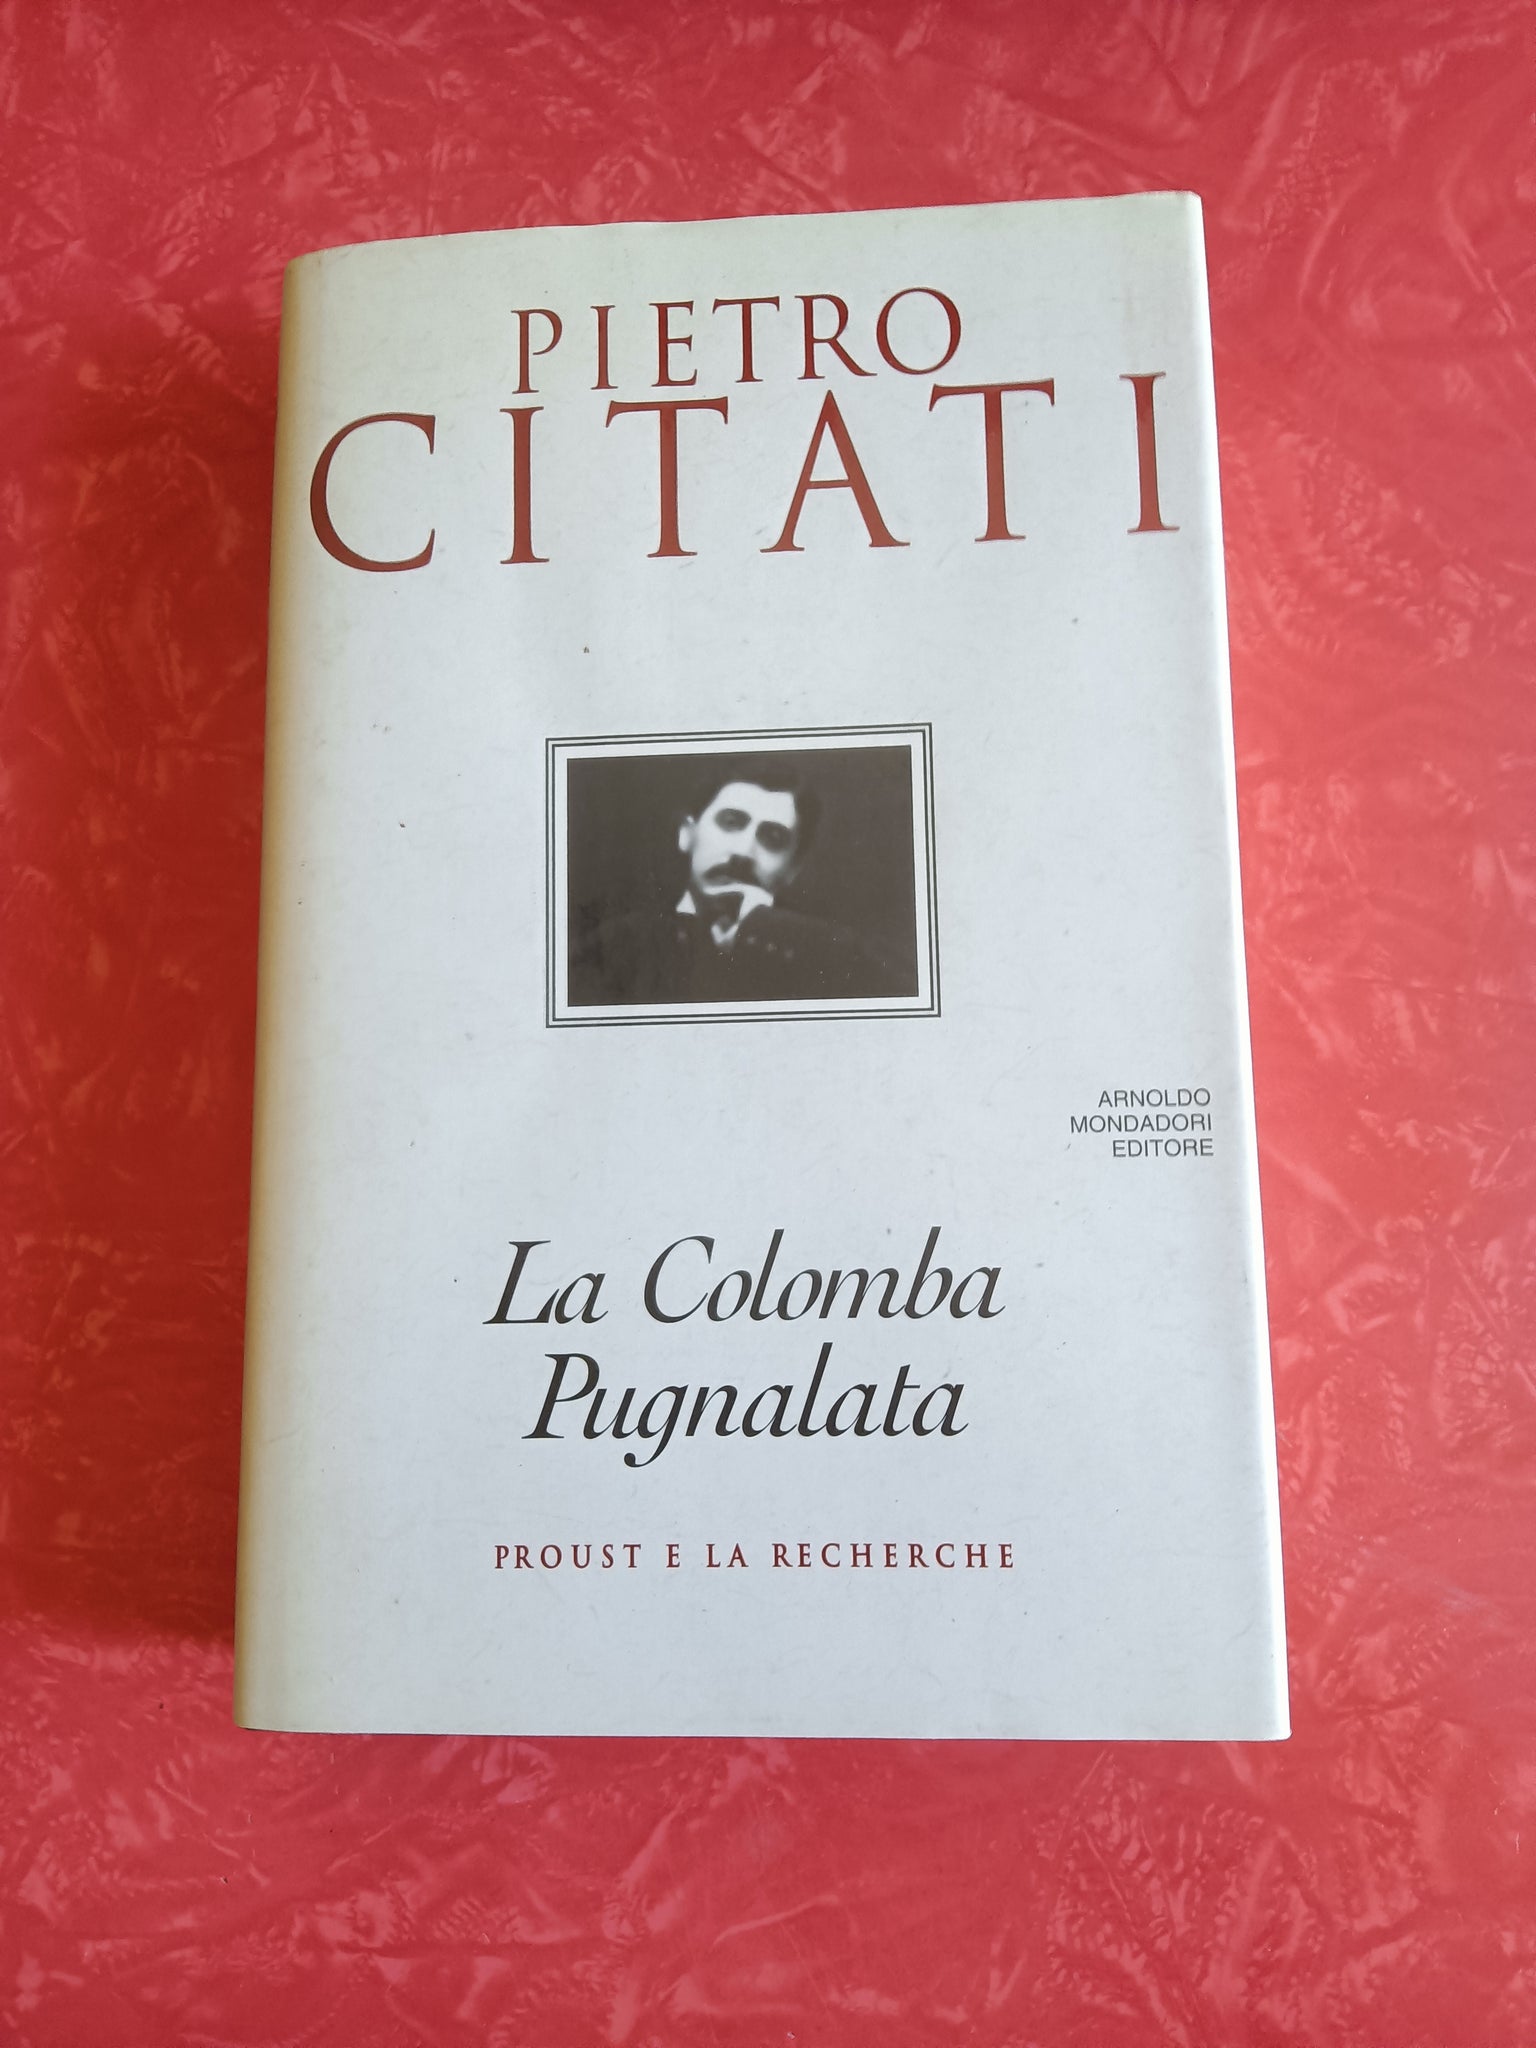 PIETRO
CITATI
ARNOLDO
MONDADORI
EDITORE
La Colomba
Pugnalata
PROUST E LA RECHERCHE